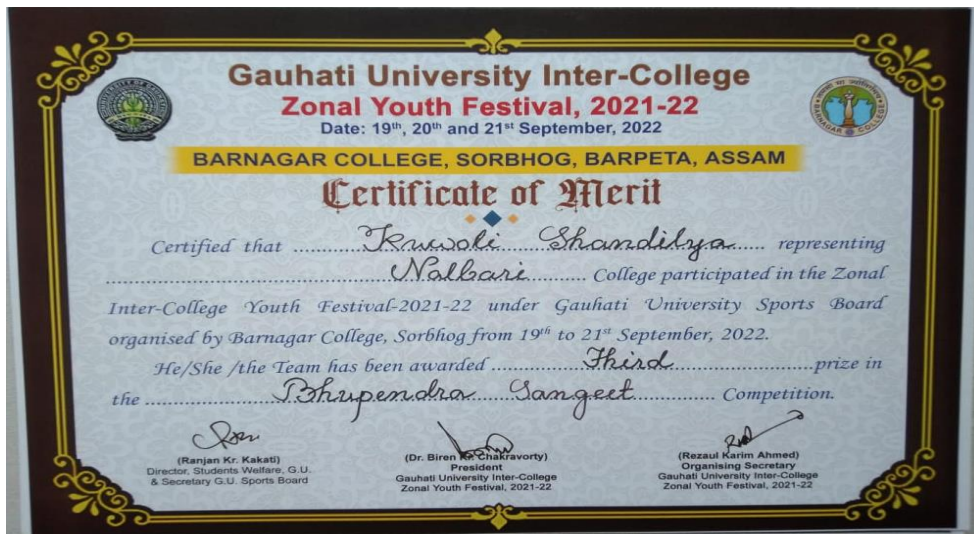 Gauhati University Inter-College
Zonal Youth Festival, 2021-22
Date: 19th, 20th and 21st September, 2022
BARNAGAR COLLEGE, SORBHOG, BARPETA, ASSAM
Certificate of Merit
Certified that .............. Kuwoli Shandilya ...... representing
.............................................. Nalbari ............ College participated in the Zonal
Inter-College Youth Festival-2021-22 under Gauhati University Sports Board
organised by Barnagar College, Sorbhog from 19th to 21st September, 2022.
He/She /the Team has been awarded .................. Third ............................ prize in
the ........................ Bhupendra Sangeet ................ Competition.
(Ranjan Kr. Kakati)
Director, Students Welfare, G.U.
& Secretary G.U. Sports Board
(Dr. Biren Kr. Chakravorty)
President
Gauhati University Inter-College
Zonal Youth Festival, 2021-22
(Rezaul Karim Ahmed)
Organising Secretary
Gauhati University Inter-College
Zonal Youth Festival, 2021-22
BARNAGAR COLLEGE